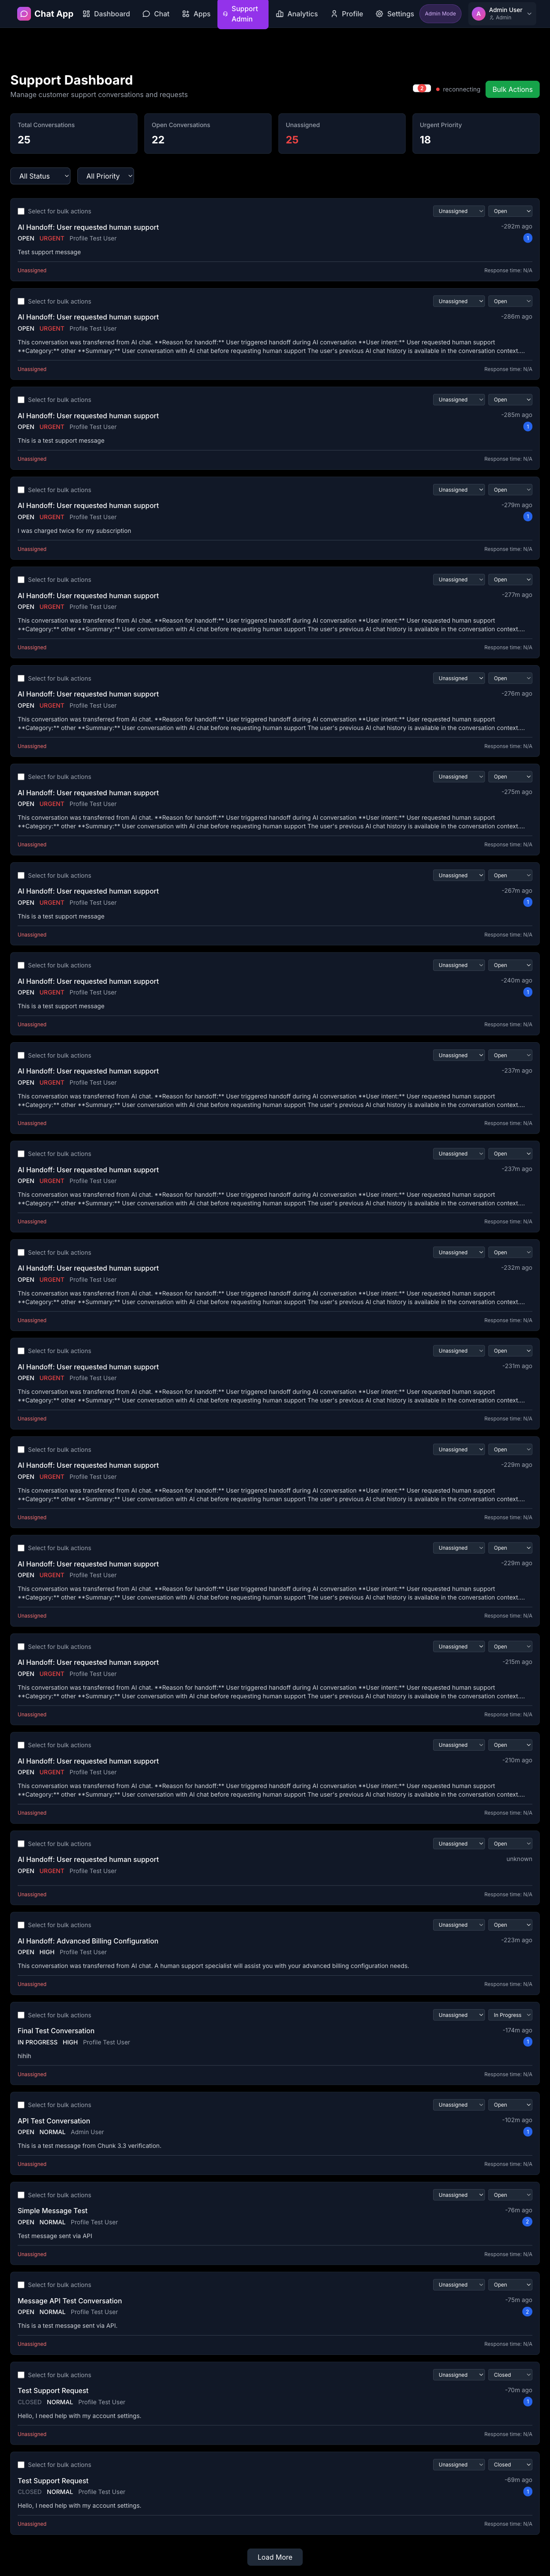 Chat App
Dashboard
Chat
Apps
Support Admin
Analytics
Profile
Settings
Admin Mode
A
Admin User
Admin
Support Dashboard
Manage customer support conversations and requests
reconnecting
Bulk Actions
Total Conversations
25
Open Conversations
22
Unassigned
25
Urgent Priority
18
All Status
All Priority
Select for bulk actions
Unassigned
Open
AI Handoff: User requested human support
-292m ago
OPEN URGENT Profile Test User
1
Test support message
Unassigned
Response time: N/A
Select for bulk actions
Unassigned
Open
AI Handoff: User requested human support
-286m ago
OPEN URGENT Profile Test User
This conversation was transferred from AI chat. **Reason for handoff:** User triggered handoff during AI conversation **User intent:** User requested human support
**Category:** other **Summary:** User conversation with AI chat before requesting human support The user's previous AI chat history is available in the conversation context....
Unassigned
Response time: N/A
Select for bulk actions
Unassigned
Open
AI Handoff: User requested human support
-285m ago
OPEN URGENT Profile Test User
1
This is a test support message
Unassigned
Response time: N/A
Select for bulk actions
Unassigned
Open
AI Handoff: User requested human support
-279m ago
OPEN URGENT Profile Test User
1
I was charged twice for my subscription
Unassigned
Response time: N/A
Select for bulk actions
Unassigned
Open
AI Handoff: User requested human support
-277m ago
OPEN URGENT Profile Test User
This conversation was transferred from AI chat. **Reason for handoff:** User triggered handoff during AI conversation **User intent:** User requested human support
**Category:** other **Summary:** User conversation with AI chat before requesting human support The user's previous AI chat history is available in the conversation context....
Unassigned
Response time: N/A
Select for bulk actions
Unassigned
Open
AI Handoff: User requested human support
-276m ago
OPEN URGENT Profile Test User
This conversation was transferred from AI chat. **Reason for handoff:** User triggered handoff during AI conversation **User intent:** User requested human support
**Category:** other **Summary:** User conversation with AI chat before requesting human support The user's previous AI chat history is available in the conversation context....
Unassigned
Response time: N/A
Select for bulk actions
Unassigned
Open
AI Handoff: User requested human support
-275m ago
OPEN URGENT Profile Test User
This conversation was transferred from AI chat. **Reason for handoff:** User triggered handoff during AI conversation **User intent:** User requested human support
**Category:** other **Summary:** User conversation with AI chat before requesting human support The user's previous AI chat history is available in the conversation context....
Unassigned
Response time: N/A
Select for bulk actions
Unassigned
Open
AI Handoff: User requested human support
-267m ago
OPEN URGENT Profile Test User
1
This is a test support message
Unassigned
Response time: N/A
Select for bulk actions
Unassigned
Open
AI Handoff: User requested human support
-240m ago
OPEN URGENT Profile Test User
1
This is a test support message
Unassigned
Response time: N/A
Select for bulk actions
Unassigned
Open
AI Handoff: User requested human support
-237m ago
OPEN URGENT Profile Test User
This conversation was transferred from AI chat. **Reason for handoff:** User triggered handoff during AI conversation **User intent:** User requested human support
**Category:** other **Summary:** User conversation with AI chat before requesting human support The user's previous AI chat history is available in the conversation context....
Unassigned
Response time: N/A
Select for bulk actions
Unassigned
Open
AI Handoff: User requested human support
-237m ago
OPEN URGENT Profile Test User
This conversation was transferred from AI chat. **Reason for handoff:** User triggered handoff during AI conversation **User intent:** User requested human support
**Category:** other **Summary:** User conversation with AI chat before requesting human support The user's previous AI chat history is available in the conversation context....
Unassigned
Response time: N/A
Select for bulk actions
Unassigned
Open
AI Handoff: User requested human support
-232m ago
OPEN URGENT Profile Test User
This conversation was transferred from AI chat. **Reason for handoff:** User triggered handoff during AI conversation **User intent:** User requested human support
**Category:** other **Summary:** User conversation with AI chat before requesting human support The user's previous AI chat history is available in the conversation context....
Unassigned
Response time: N/A
Select for bulk actions
Unassigned
Open
AI Handoff: User requested human support
-231m ago
OPEN URGENT Profile Test User
This conversation was transferred from AI chat. **Reason for handoff:** User triggered handoff during AI conversation **User intent:** User requested human support
**Category:** other **Summary:** User conversation with AI chat before requesting human support The user's previous AI chat history is available in the conversation context....
Unassigned
Response time: N/A
Select for bulk actions
Unassigned
Open
AI Handoff: User requested human support
-229m ago
OPEN URGENT Profile Test User
This conversation was transferred from AI chat. **Reason for handoff:** User triggered handoff during AI conversation **User intent:** User requested human support
**Category:** other **Summary:** User conversation with AI chat before requesting human support The user's previous AI chat history is available in the conversation context....
Unassigned
Response time: N/A
Select for bulk actions
Unassigned
Open
AI Handoff: User requested human support
-229m ago
OPEN URGENT Profile Test User
This conversation was transferred from AI chat. **Reason for handoff:** User triggered handoff during AI conversation **User intent:** User requested human support
**Category:** other **Summary:** User conversation with AI chat before requesting human support The user's previous AI chat history is available in the conversation context....
Unassigned
Response time: N/A
Select for bulk actions
Unassigned
Open
AI Handoff: User requested human support
-215m ago
OPEN URGENT Profile Test User
This conversation was transferred from AI chat. **Reason for handoff:** User triggered handoff during AI conversation **User intent:** User requested human support
**Category:** other **Summary:** User conversation with AI chat before requesting human support The user's previous AI chat history is available in the conversation context....
Unassigned
Response time: N/A
Select for bulk actions
Unassigned
Open
AI Handoff: User requested human support
-210m ago
OPEN URGENT Profile Test User
This conversation was transferred from AI chat. **Reason for handoff:** User triggered handoff during AI conversation **User intent:** User requested human support
**Category:** other **Summary:** User conversation with AI chat before requesting human support The user's previous AI chat history is available in the conversation context....
Unassigned
Response time: N/A
Select for bulk actions
Unassigned
Open
AI Handoff: User requested human support
unknown
OPEN URGENT Profile Test User
Unassigned
Response time: N/A
Select for bulk actions
Unassigned
Open
AI Handoff: Advanced Billing Configuration
-223m ago
OPEN HIGH Profile Test User
This conversation was transferred from AI chat. A human support specialist will assist you with your advanced billing configuration needs.
Unassigned
Response time: N/A
Select for bulk actions
Unassigned
In Progress
Final Test Conversation
-174m ago
IN PROGRESS HIGH Profile Test User
1
hihih
Unassigned
Response time: N/A
Select for bulk actions
Unassigned
Open
API Test Conversation
-102m ago
OPEN NORMAL Admin User
1
This is a test message from Chunk 3.3 verification.
Unassigned
Response time: N/A
Select for bulk actions
Unassigned
Open
Simple Message Test
-76m ago
OPEN NORMAL Profile Test User
2
Test message sent via API
Unassigned
Response time: N/A
Select for bulk actions
Unassigned
Open
Message API Test Conversation
-75m ago
OPEN NORMAL Profile Test User
2
This is a test message sent via API.
Unassigned
Response time: N/A
Select for bulk actions
Unassigned
Closed
Test Support Request
-70m ago
CLOSED NORMAL Profile Test User
1
Hello, I need help with my account settings.
Unassigned
Response time: N/A
Select for bulk actions
Unassigned
Closed
Test Support Request
-69m ago
CLOSED NORMAL Profile Test User
1
Hello, I need help with my account settings.
Unassigned
Response time: N/A
Load More